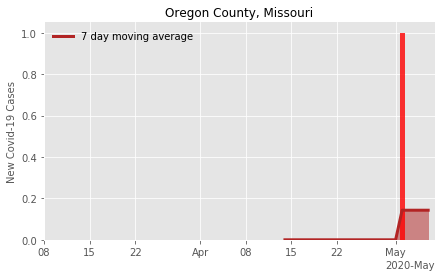 Oregon County, Missouri
7 day moving average
New Covid-19 Cases
1.0
0.8
0.6
0.4
0.2
0.0
08 15 22 Apr 08 15 22 May
2020-May